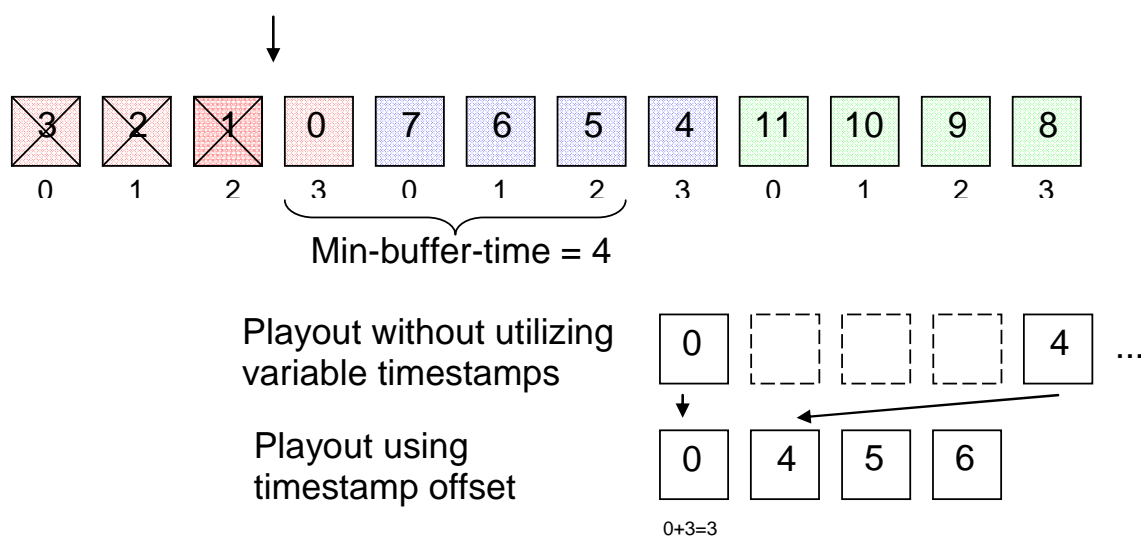 3 2 1 0 7 6 5 4 11 10 9 8
0 1 2 3 0 1 2 3 0 1 2 3
Min-buffer-time = 4
Playout without utilizing
variable timestamps
0 4 ...
Playout using
timestamp offset
0 4 5 6
0+3=3